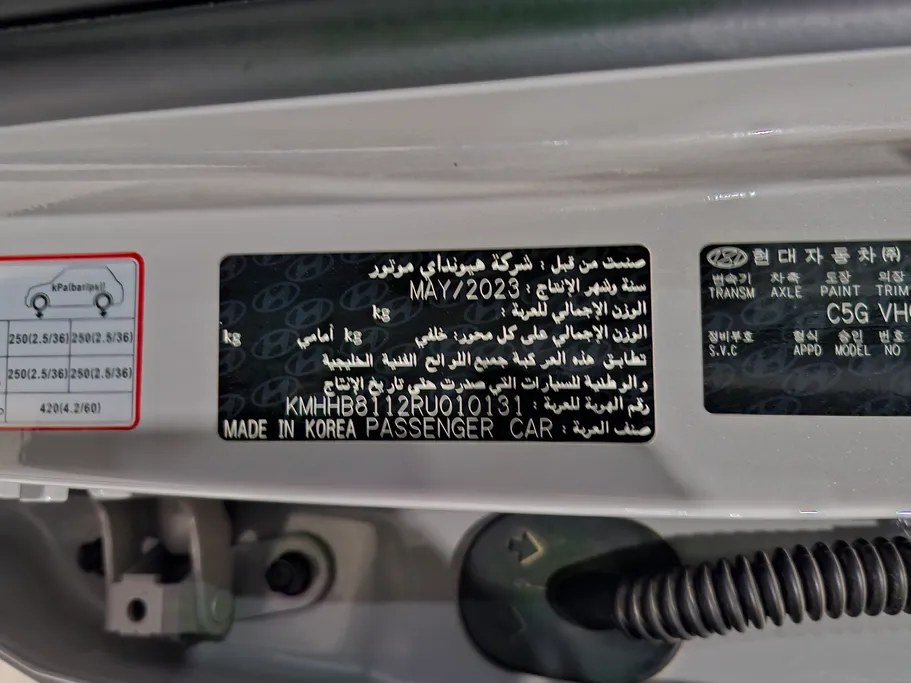 kPa(bar/psi)
250(2.5/36) 250(2.5/36)
250(2.5/36) 250(2.5/36)
420(4.2/60)
صنعت من قبل : شركة هيونداي موتور
سنة وشهر الإنتاج : MAY/2023
الوزن الإجمالي للعربة : kg
الوزن الإجمالي على كل محور: خلفي kg أمامي kg
تطابق هذه المركبة جميع اللوائح الفنية الخليجية
والوطنية للسيارات التي صدرت حتى تاريخ الإنتاج
رقم الهوية للعربة : KMHHB8112RU010131
صنف العربة : PASSENGER CAR MADE IN KOREA
현대자동차㈜
변속기 차축 도장 의장
TRANSM AXLE PAINT TRIM
C5G VH
정비부호 형식 승인 번호
S.V.C APPD MODEL NO